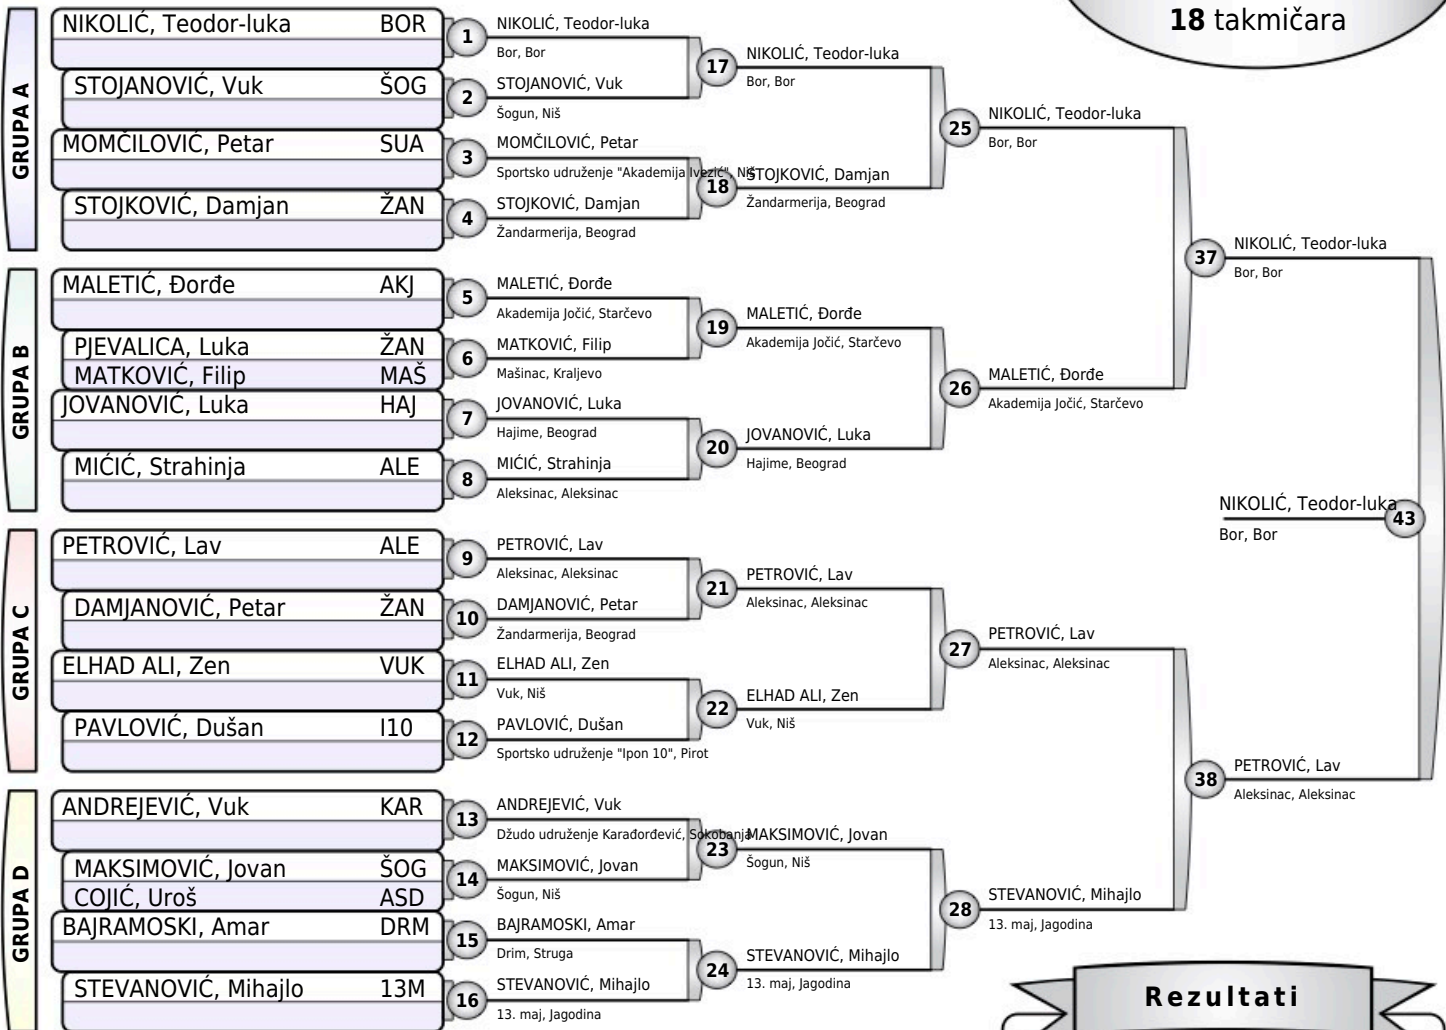 18 takmičara
GRUPA A
NIKOLIĆ, Teodor-luka BOR
STOJANOVIĆ, Vuk ŠOG
MOMČILOVIĆ, Petar SUA
STOJKOVIĆ, Damjan ŽAN
GRUPA B
MALETIĆ, Đorđe AKJ
PJEVALICA, Luka ŽAN
MATKOVIĆ, Filip MAŠ
JOVANOVIĆ, Luka HAJ
MIĆIĆ, Strahinja ALE
GRUPA C
PETROVIĆ, Lav ALE
DAMJANOVIĆ, Petar ŽAN
ELHAD ALI, Zen VUK
PAVLOVIĆ, Dušan I10
GRUPA D
ANDREJEVIĆ, Vuk KAR
MAKSIMOVIĆ, Jovan ŠOG
COJIĆ, Uroš ASD
BAJRAMOSKI, Amar DRM
STEVANOVIĆ, Mihajlo 13M
1
NIKOLIĆ, Teodor-luka
Bor, Bor
2
STOJANOVIĆ, Vuk
Šogun, Niš
3
MOMČILOVIĆ, Petar
Sportsko udruženje "Akademija Ivezić", Niš
4
STOJKOVIĆ, Damjan
Žandarmerija, Beograd
5
MALETIĆ, Đorđe
Akademija Jočić, Starčevo
6
MATKOVIĆ, Filip
Mašinac, Kraljevo
7
JOVANOVIĆ, Luka
Hajime, Beograd
8
MIĆIĆ, Strahinja
Aleksinac, Aleksinac
9
PETROVIĆ, Lav
Aleksinac, Aleksinac
10
DAMJANOVIĆ, Petar
Žandarmerija, Beograd
11
ELHAD ALI, Zen
Vuk, Niš
12
PAVLOVIĆ, Dušan
Sportsko udruženje "Ipon 10", Pirot
13
ANDREJEVIĆ, Vuk
Džudo udruženje Karađorđević, Sokobanja
14
MAKSIMOVIĆ, Jovan
Šogun, Niš
15
BAJRAMOSKI, Amar
Drim, Struga
16
STEVANOVIĆ, Mihajlo
13. maj, Jagodina
17
NIKOLIĆ, Teodor-luka
Bor, Bor
18
STOJKOVIĆ, Damjan
Žandarmerija, Beograd
19
MALETIĆ, Đorđe
Akademija Jočić, Starčevo
20
JOVANOVIĆ, Luka
Hajime, Beograd
21
PETROVIĆ, Lav
Aleksinac, Aleksinac
22
ELHAD ALI, Zen
Vuk, Niš
23
MAKSIMOVIĆ, Jovan
Šogun, Niš
24
STEVANOVIĆ, Mihajlo
13. maj, Jagodina
25
NIKOLIĆ, Teodor-luka
Bor, Bor
26
MALETIĆ, Đorđe
Akademija Jočić, Starčevo
27
PETROVIĆ, Lav
Aleksinac, Aleksinac
28
STEVANOVIĆ, Mihajlo
13. maj, Jagodina
37
NIKOLIĆ, Teodor-luka
Bor, Bor
38
PETROVIĆ, Lav
Aleksinac, Aleksinac
NIKOLIĆ, Teodor-luka
43
Bor, Bor
Rezultati